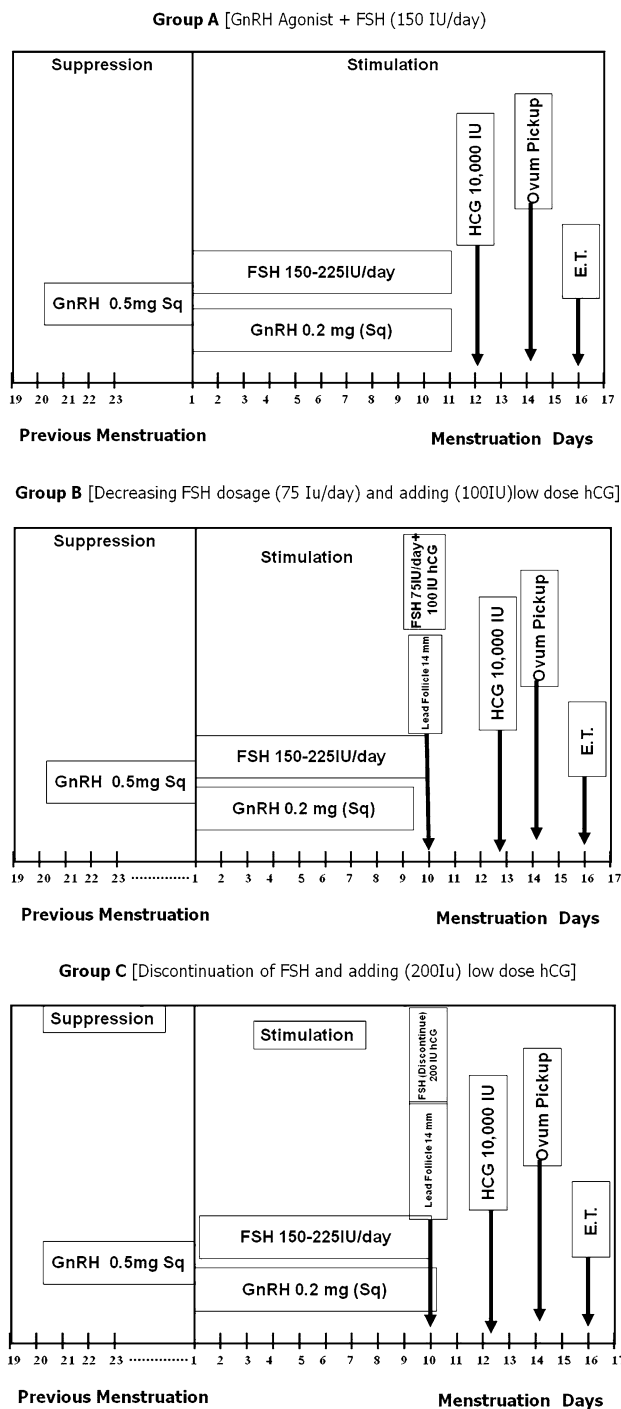 Group A [GnRH Agonist + FSH (150 IU/day)
Suppression
Stimulation
HCG 10,000 IU
Ovum Pickup
E.T.
FSH 150-225IU/day
GnRH 0.5mg Sq
GnRH 0.2 mg (Sq)
19 20 21 22 23 1 2 3 4 5 6 7 8 9 10 11 12 13 14 15 16 17
Previous Menstruation
Menstruation Days
Group B [Decreasing FSH dosage (75 Iu/day) and adding (100IU)low dose hCG]
Suppression
Stimulation
FSH 75IU/day+
100 IU hCG
Lead Follicle 14 mm
HCG 10,000 IU
Ovum Pickup
E.T.
FSH 150-225IU/day
GnRH 0.5mg Sq
GnRH 0.2 mg (Sq)
19 20 21 22 23 ............ 1 2 3 4 5 6 7 8 9 10 11 12 13 14 15 16 17
Previous Menstruation
Menstruation Days
Group C [Discontinuation of FSH and adding (200Iu) low dose hCG]
Suppression
Stimulation
FSH (Discontinue)
200 IU hCG
Lead Follicle 14 mm
HCG 10,000 IU
Ovum Pickup
E.T.
FSH 150-225IU/day
GnRH 0.5mg Sq
GnRH 0.2 mg (Sq)
19 20 21 22 23 ............ 1 2 3 4 5 6 7 8 9 10 11 12 13 14 15 16
Previous Menstruation
Menstruation Days